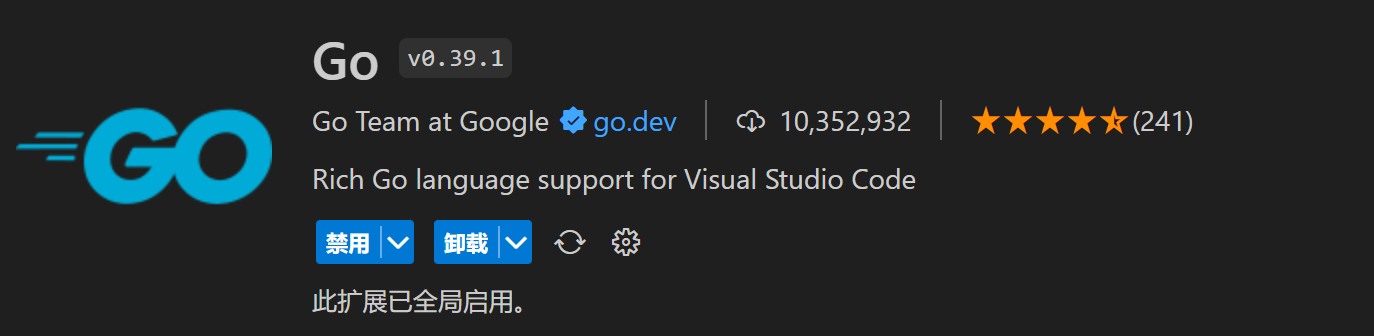 Go v0.39.1
GO
Go Team at Google go.dev 10,352,932 (241)
Rich Go language support for Visual Studio Code
禁用 卸载
此扩展已全局启用。